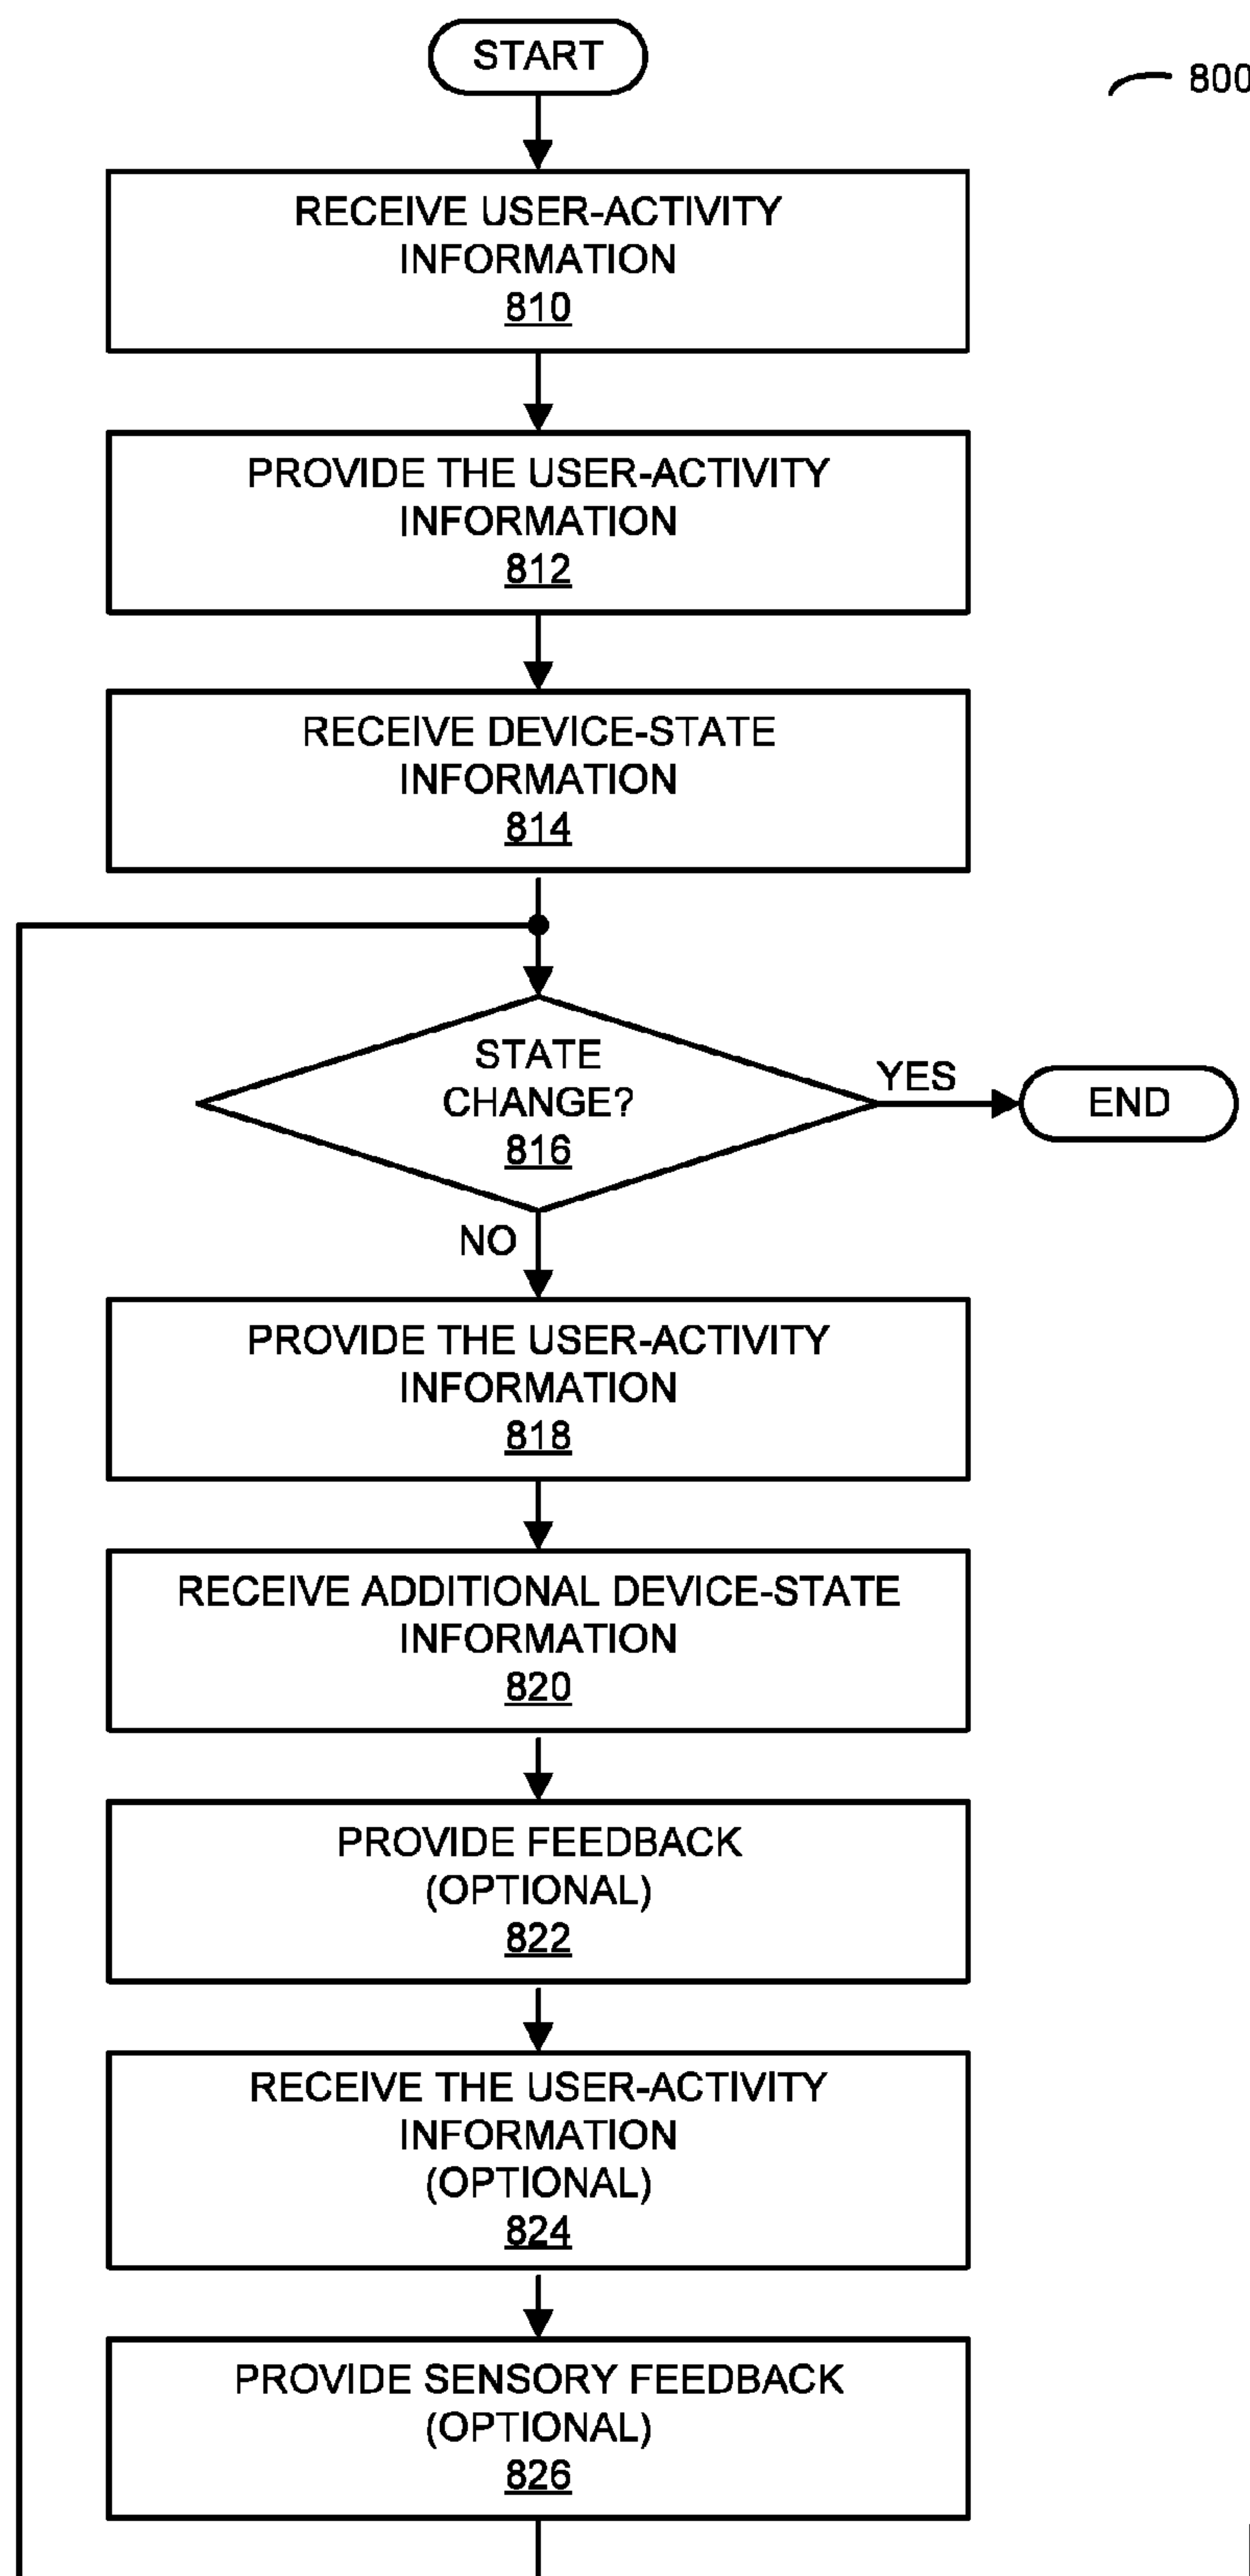 START
800
RECEIVE USER-ACTIVITY
INFORMATION
810
PROVIDE THE USER-ACTIVITY
INFORMATION
812
RECEIVE DEVICE-STATE
INFORMATION
814
STATE
CHANGE?
816
YES
END
NO
PROVIDE THE USER-ACTIVITY
INFORMATION
818
RECEIVE ADDITIONAL DEVICE-STATE
INFORMATION
820
PROVIDE FEEDBACK
(OPTIONAL)
822
RECEIVE THE USER-ACTIVITY
INFORMATION
(OPTIONAL)
824
PROVIDE SENSORY FEEDBACK
(OPTIONAL)
826